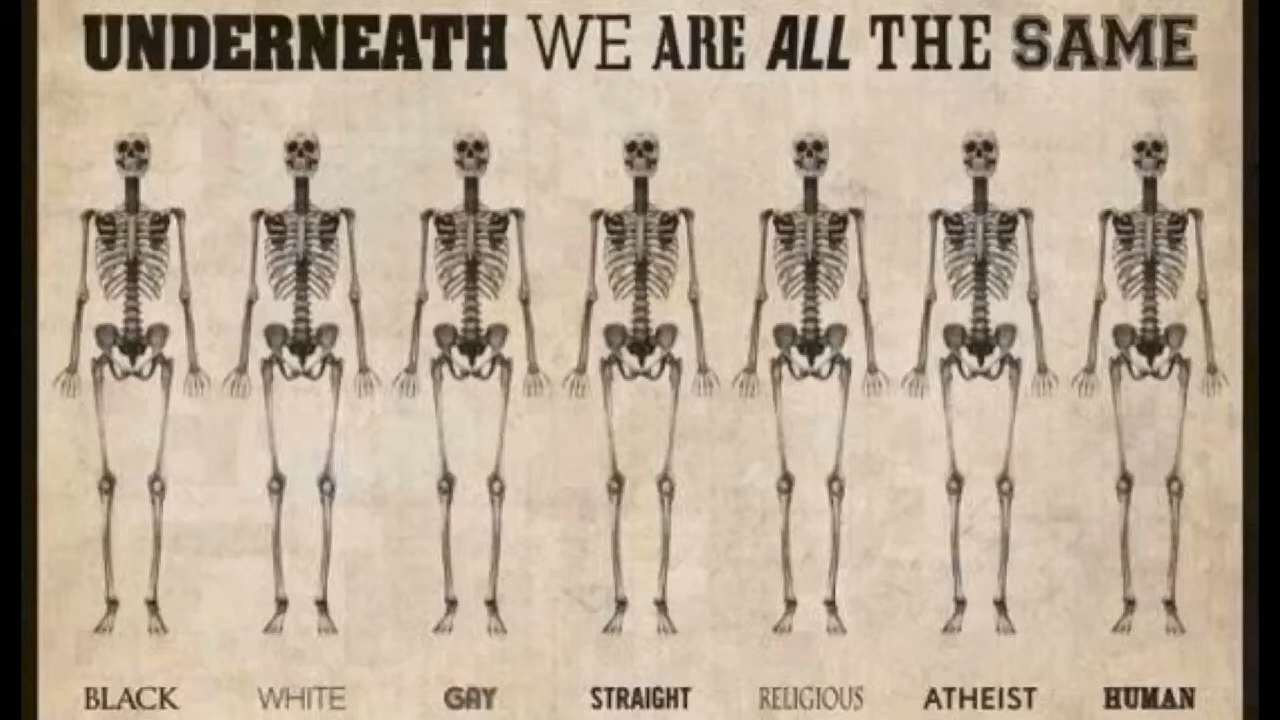 UNDERNEATH WE ARE ALL THE SAME
BLACK WHITE GAY STRAIGHT RELIGIOUS ATHEIST HUMAN